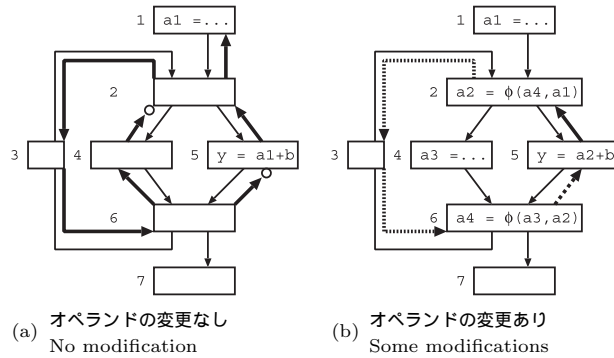 1 a1 =...
2
3
4
5 y = a1+b
6
7
(a) オペランドの変更なし
No modification
1 a1 =...
2 a2 = ϕ(a4,a1)
3
4 a3 =...
5 y = a2+b
6 a4 = ϕ(a3,a2)
7
(b) オペランドの変更あり
Some modifications